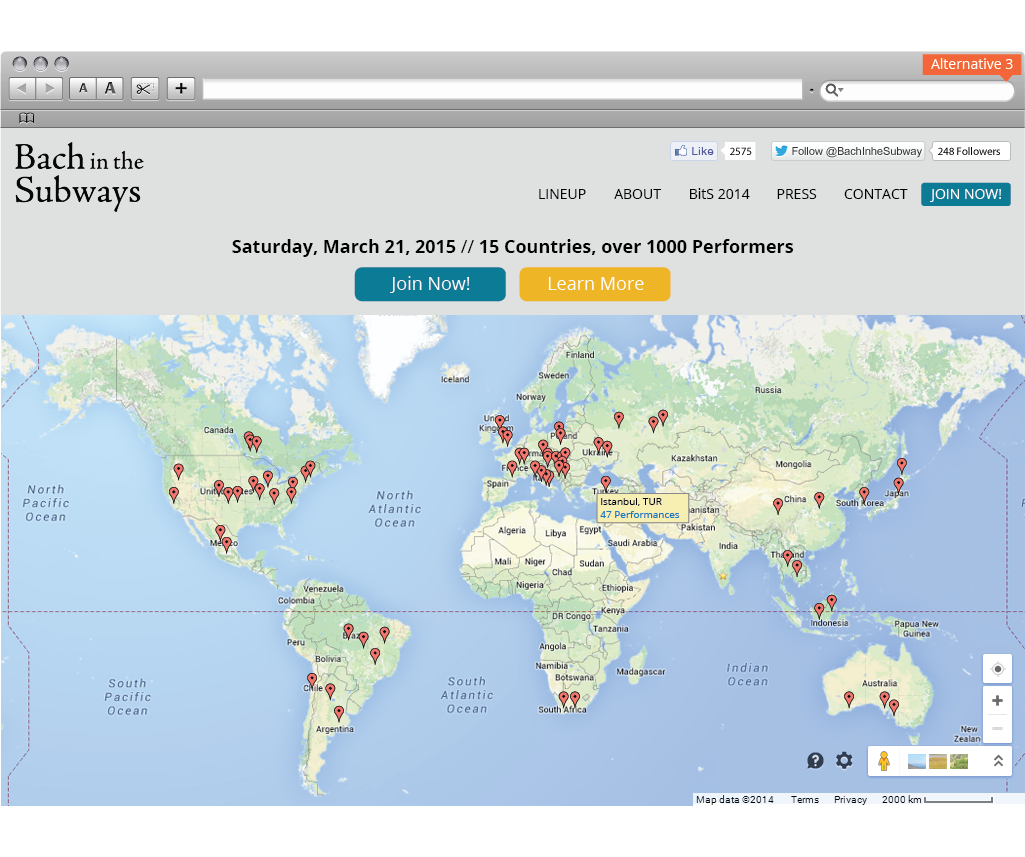 Alternative 3
A A
Bach in the
Subways
Like 2575 Follow @BachInheSubway 248 Followers
LINEUP ABOUT BitS 2014 PRESS CONTACT JOIN NOW!
Saturday, March 21, 2015 // 15 Countries, over 1000 Performers
Join Now! Learn More
Finland
Iceland
Sweden
Russia
Norway
United
Kingdom
Canada
Poland
Ukraine
Kazakhstan
Mongolia
France
Spain
Turkey
China
Japan
South Korea
North
Pacific
Ocean
North
Atlantic
Ocean
Istanbul, TUR
47 Performances
Mexico
Algeria
Libya
Egypt
Pakistan
Saudi Arabia
India
Thailand
Mali
Niger
Chad
Sudan
Nigeria
Ethiopia
Venezuela
Colombia
DR Congo
Kenya
Tanzania
Indonesia
Papua New
Guinea
Peru
Brazil
Bolivia
Angola
Namibia
Botswana
Madagascar
Indian
Ocean
South
Pacific
Ocean
South
Atlantic
Ocean
Chile
South Africa
Australia
Argentina
New
Zealan
Map data ©2014 Terms Privacy 2000 km